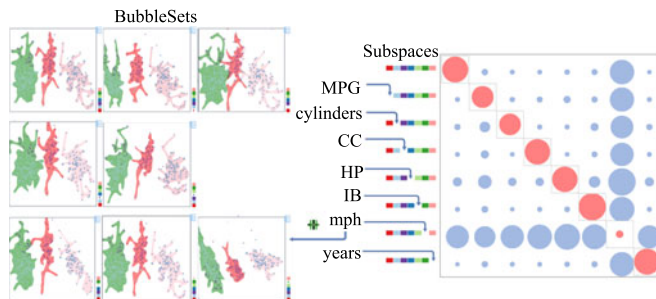 BubbleSets
Subspaces
MPG
cylinders
CC
HP
IB
mph
years